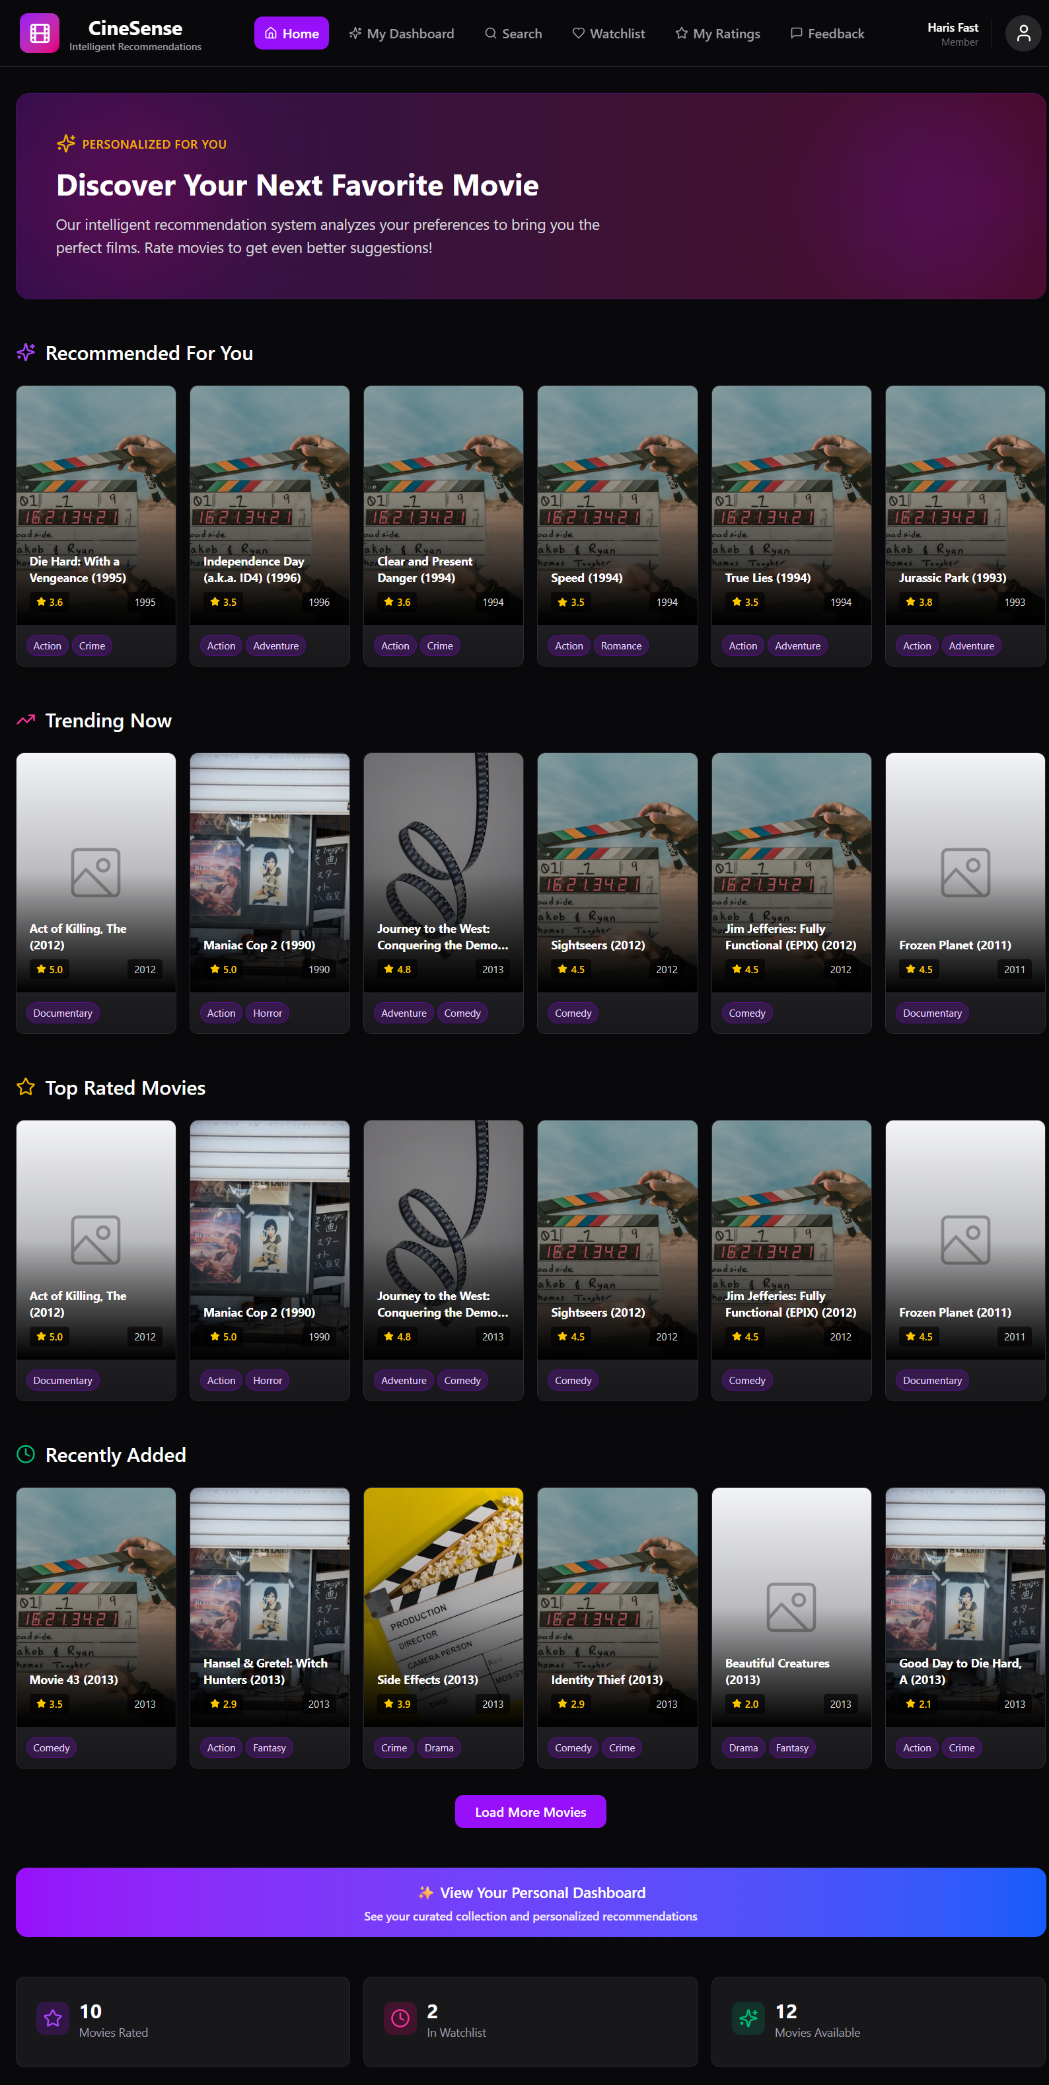 CineSense
Intelligent Recommendations
Home
My Dashboard
Search
Watchlist
My Ratings
Feedback
Haris Fast
Member
PERSONALIZED FOR YOU
Discover Your Next Favorite Movie
Our intelligent recommendation system analyzes your preferences to bring you the
perfect films. Rate movies to get even better suggestions!
Recommended For You
Die Hard: With a
Vengeance (1995)
3.6
1995
Action
Crime
Independence Day
(a.k.a. ID4) (1996)
3.5
1996
Action
Adventure
Clear and Present
Danger (1994)
3.6
1994
Action
Crime
Speed (1994)
3.5
1994
Action
Romance
True Lies (1994)
3.5
1994
Action
Adventure
Jurassic Park (1993)
3.8
1993
Action
Adventure
Trending Now
Act of Killing, The
(2012)
5.0
2012
Documentary
Maniac Cop 2 (1990)
5.0
1990
Action
Horror
Journey to the West:
Conquering the Demo...
4.8
2013
Adventure
Comedy
Sightseers (2012)
4.5
2012
Comedy
Jim Jefferies: Fully
Functional (EPIX) (2012)
4.5
2012
Comedy
Frozen Planet (2011)
4.5
2011
Documentary
Top Rated Movies
Act of Killing, The
(2012)
5.0
2012
Documentary
Maniac Cop 2 (1990)
5.0
1990
Action
Horror
Journey to the West:
Conquering the Demo...
4.8
2013
Adventure
Comedy
Sightseers (2012)
4.5
2012
Comedy
Jim Jefferies: Fully
Functional (EPIX) (2012)
4.5
2012
Comedy
Frozen Planet (2011)
4.5
2011
Documentary
Recently Added
Movie 43 (2013)
3.5
2013
Comedy
Hansel & Gretel: Witch
Hunters (2013)
2.9
2013
Action
Fantasy
PRODUCTION
DIRECTOR
CAMERA PERSON
Side Effects (2013)
3.9
2013
Crime
Drama
Identity Thief (2013)
2.9
2013
Comedy
Crime
Beautiful Creatures
(2013)
2.0
2013
Drama
Fantasy
Good Day to Die Hard,
A (2013)
2.1
2013
Action
Crime
Load More Movies
✨ View Your Personal Dashboard
See your curated collection and personalized recommendations
10
Movies Rated
2
In Watchlist
12
Movies Available